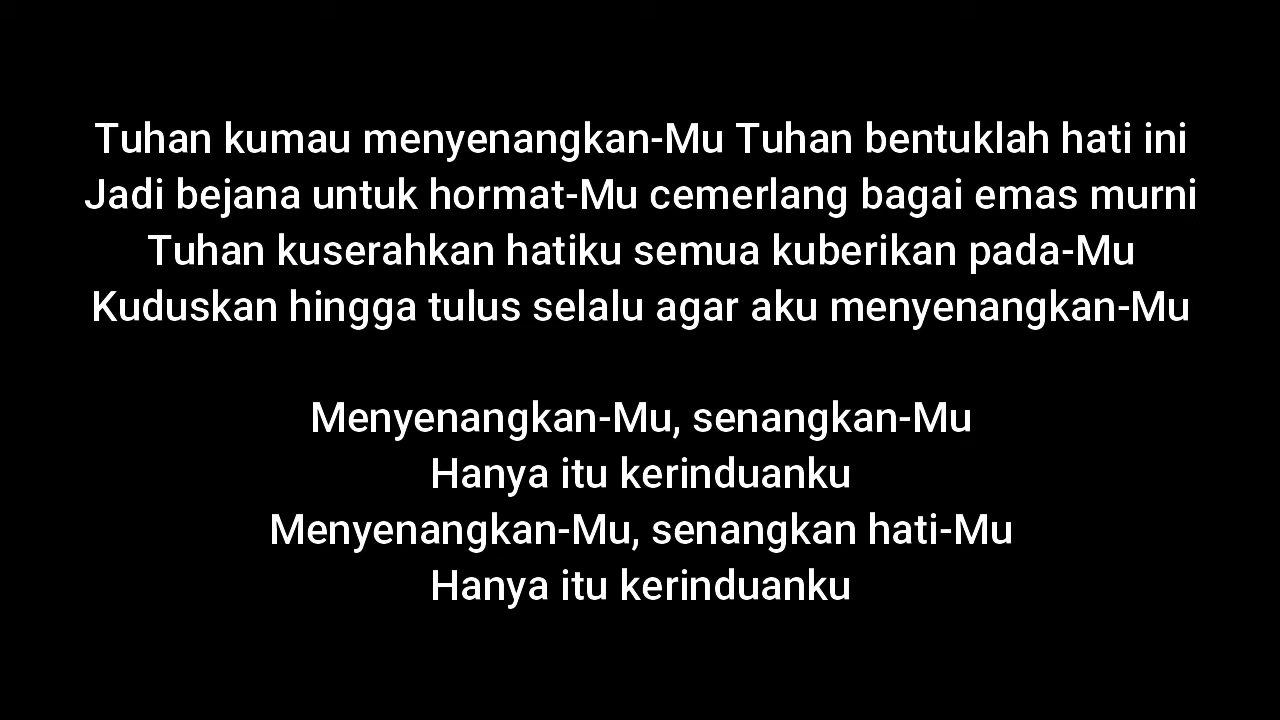 Tuhan kumau menyenangkan-Mu Tuhan bentuklah hati ini
Jadi bejana untuk hormat-Mu cemerlang bagai emas murni
Tuhan kuserahkan hatiku semua kuberikan pada-Mu
Kuduskan hingga tulus selalu agar aku menyenangkan-Mu
Menyenangkan-Mu, senangkan-Mu
Hanya itu kerinduanku
Menyenangkan-Mu, senangkan hati-Mu
Hanya itu kerinduanku